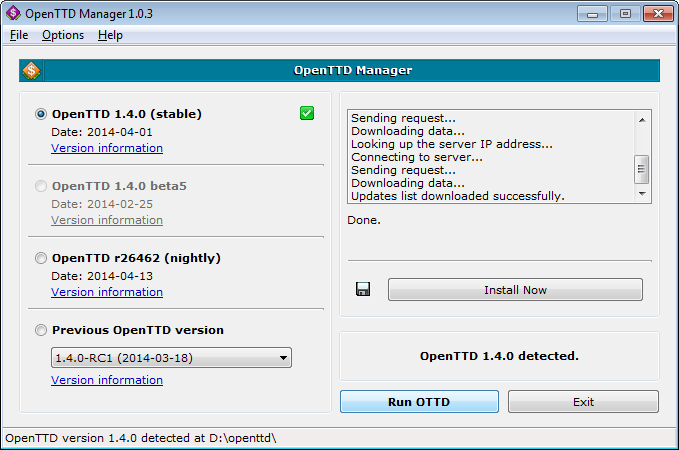 OpenTTD Manager 1.0.3
File Options Help
OpenTTD Manager
OpenTTD 1.4.0 (stable)
Date: 2014-04-01
Version information
OpenTTD 1.4.0 beta5
Date: 2014-02-25
Version information
OpenTTD r26462 (nightly)
Date: 2014-04-13
Version information
Previous OpenTTD version
1.4.0-RC1 (2014-03-18)
Version information
Sending request...
Downloading data...
Looking up the server IP address...
Connecting to server...
Sending request...
Downloading data...
Updates list downloaded successfully.
Done.
Install Now
OpenTTD 1.4.0 detected.
Run OTTD Exit
OpenTTD version 1.4.0 detected at D:\openttd\